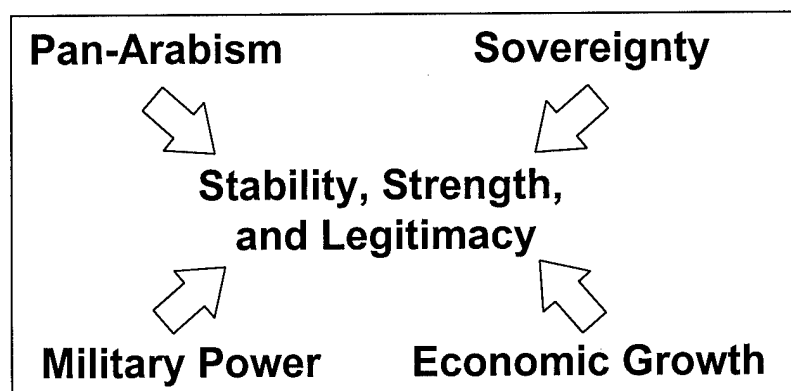 Pan-Arabism
Sovereignty
Stability, Strength,
and Legitimacy
Military Power
Economic Growth